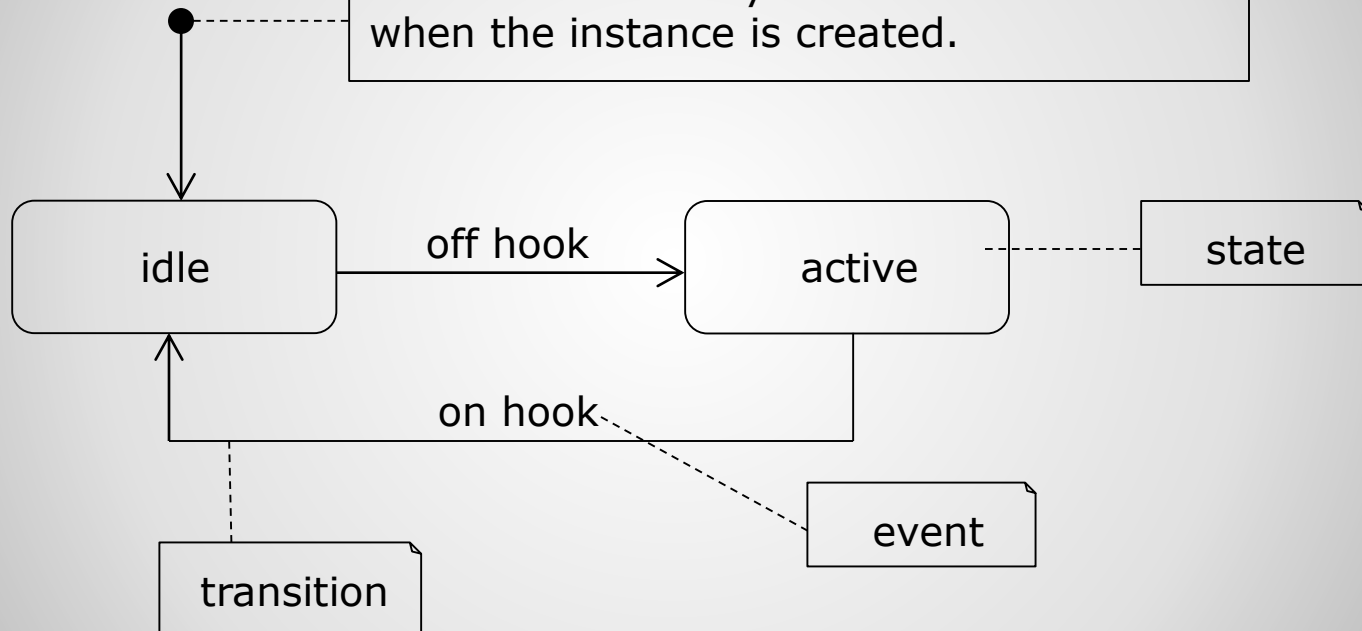 when the instance is created.
off hook
idle
active
state
on hook
event
transition